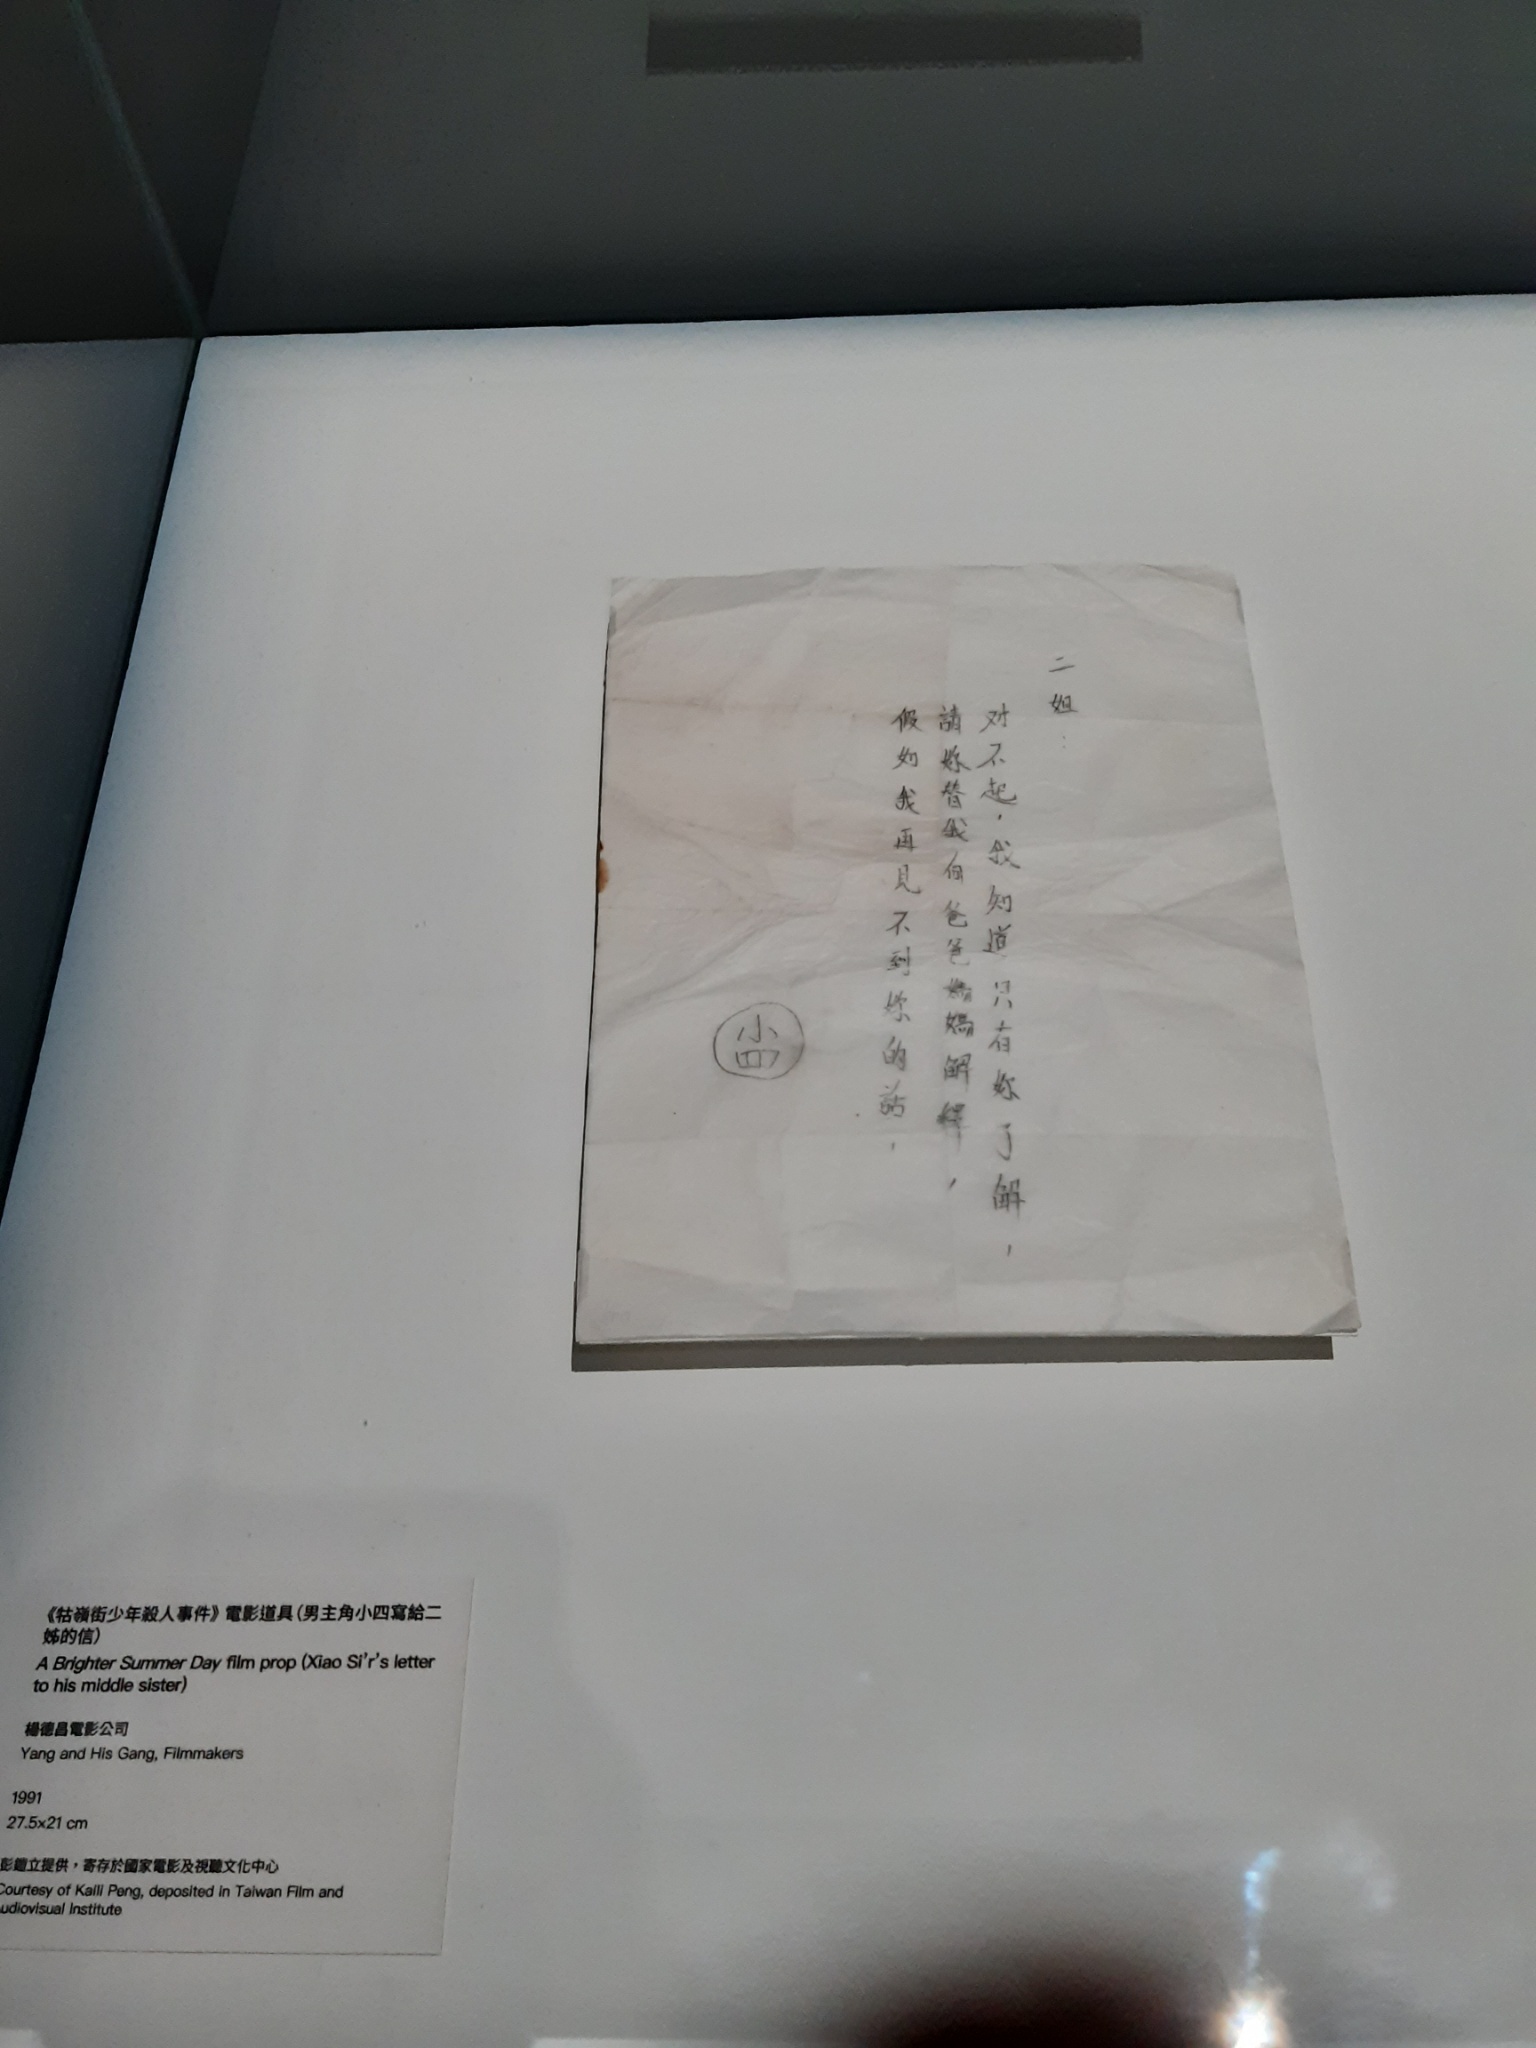 二姐：
对不起，我知道只有妳了解，
請妳替我向爸爸媽媽解釋，
假如我再見不到妳的話，
小四
《牯嶺街少年殺人事件》電影道具（男主角小四寫給二
姊的信）
A Brighter Summer Day film prop (Xiao Si'r's letter
to his middle sister)
楊德昌電影公司
Yang and His Gang, Filmmakers
1991
27.5×21 cm
彭鎧立提供，寄存於國家電影及視聽文化中心
Courtesy of Kaili Peng, deposited in Taiwan Film and
udiovisual Institute